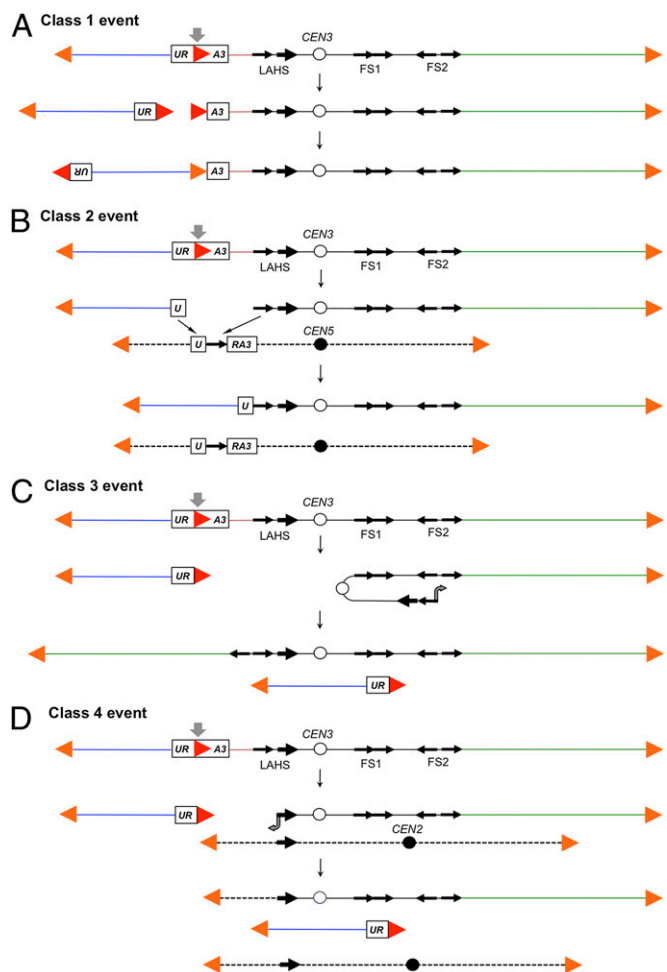 A Class 1 event
CEN3
UR A3
LAHS FS1 FS2
UR A3
UR A3
B Class 2 event
CEN3
UR A3
LAHS FS1 FS2
U
CEN5
U RA3
U
U RA3
C Class 3 event
CEN3
UR A3
LAHS FS1 FS2
UR
UR
D Class 4 event
CEN3
UR A3
LAHS FS1 FS2
UR
CEN2
UR